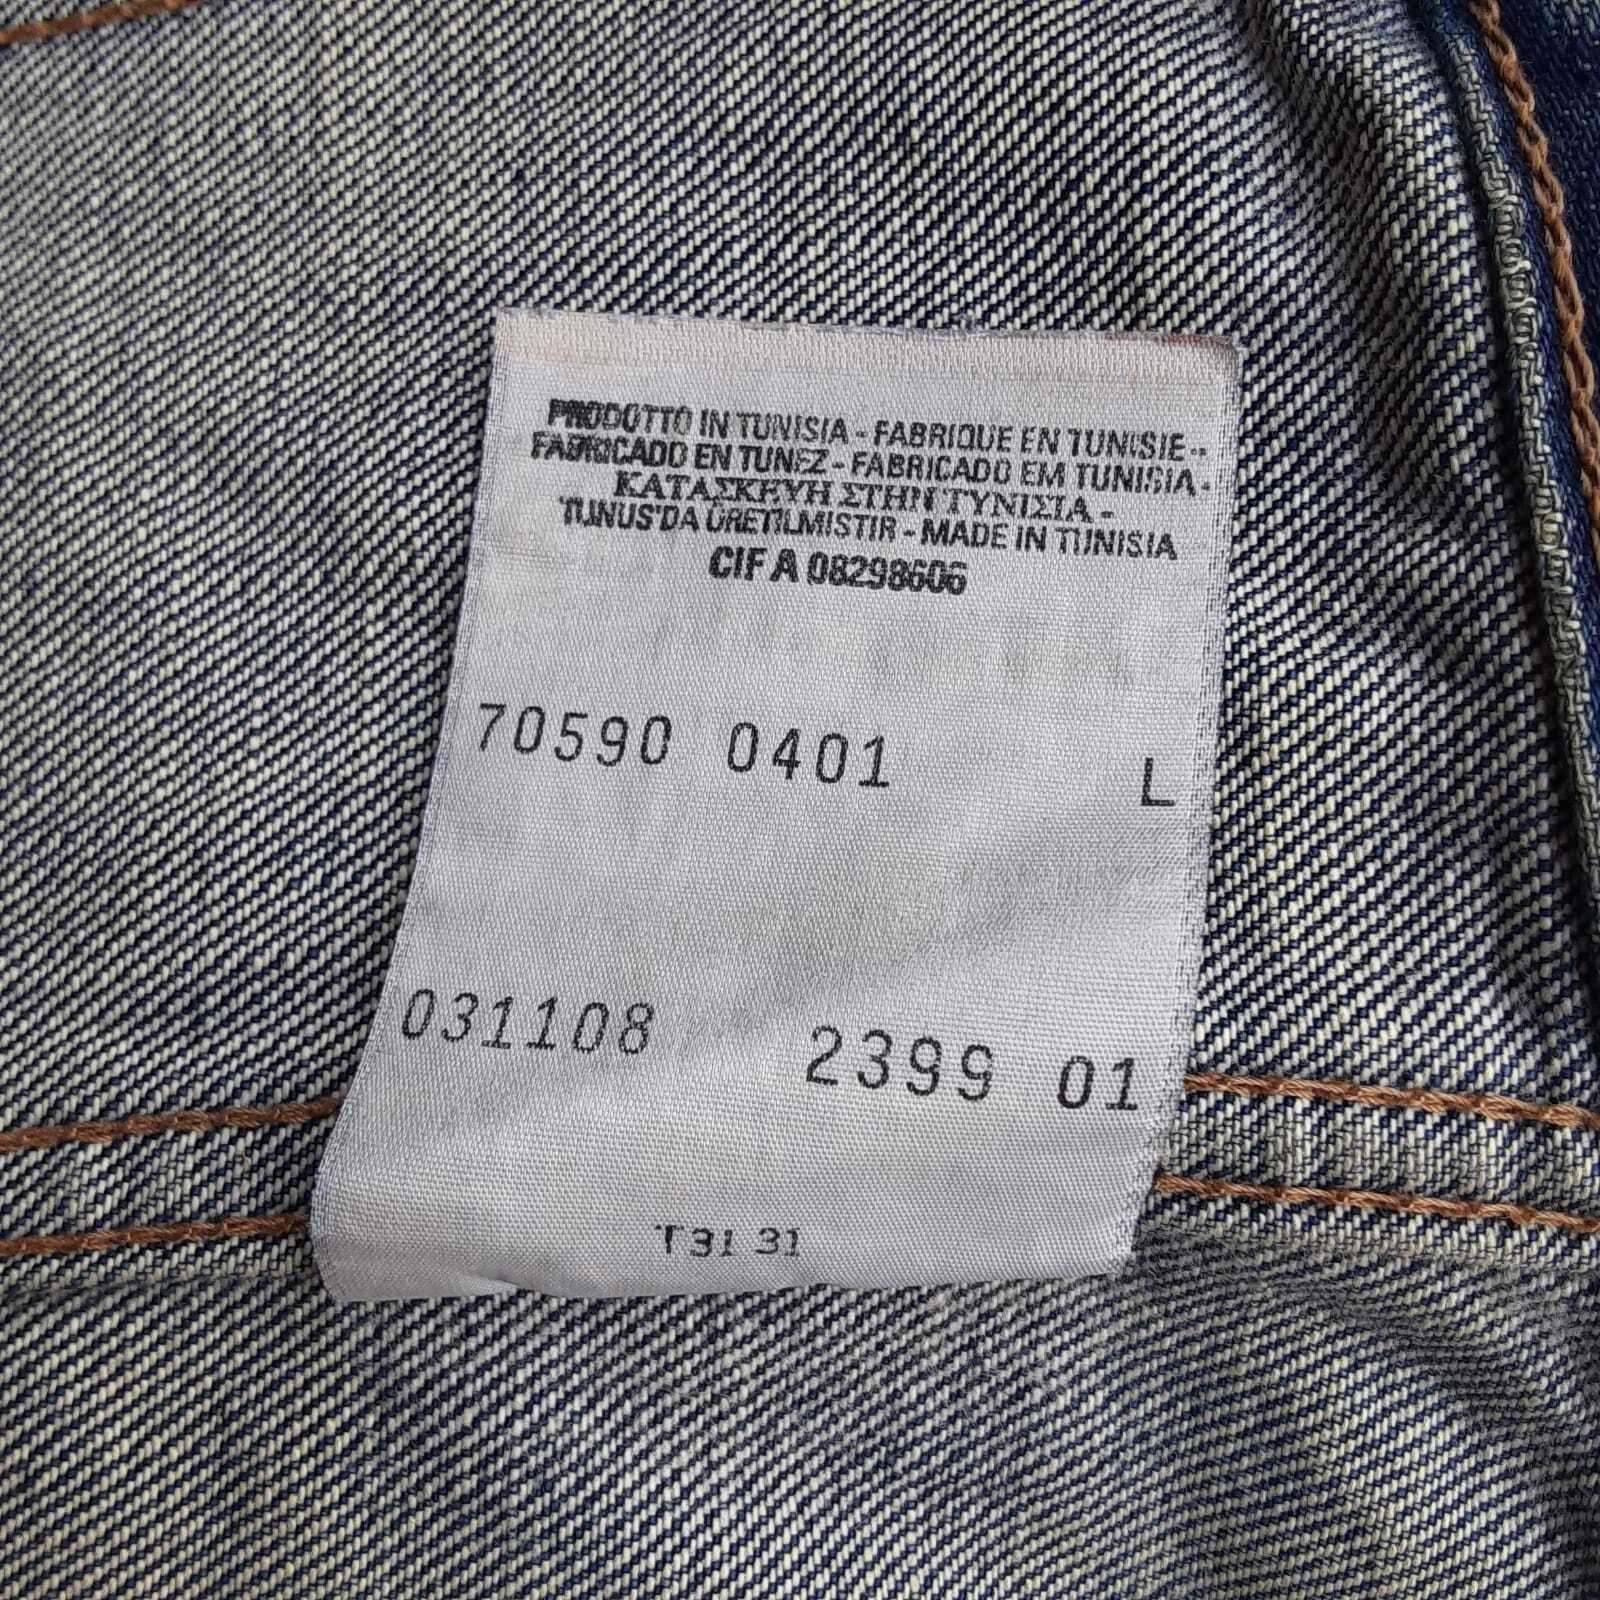 PRODOTTO IN TUNISIA - FABRIQUE EN TUNISIE -
FABRICADO EN TUNEZ - FABRICADO EM TUNISIA -
ΚΑΤΑΣΚΕΥΗ ΣΤΗΝ ΤΥΝΙΣΙΑ -
TUNUS'DA ÜRETILMISTIR - MADE IN TUNISIA
CIF A 08298606
70590 0401 L
031108 2399 01
T31 31